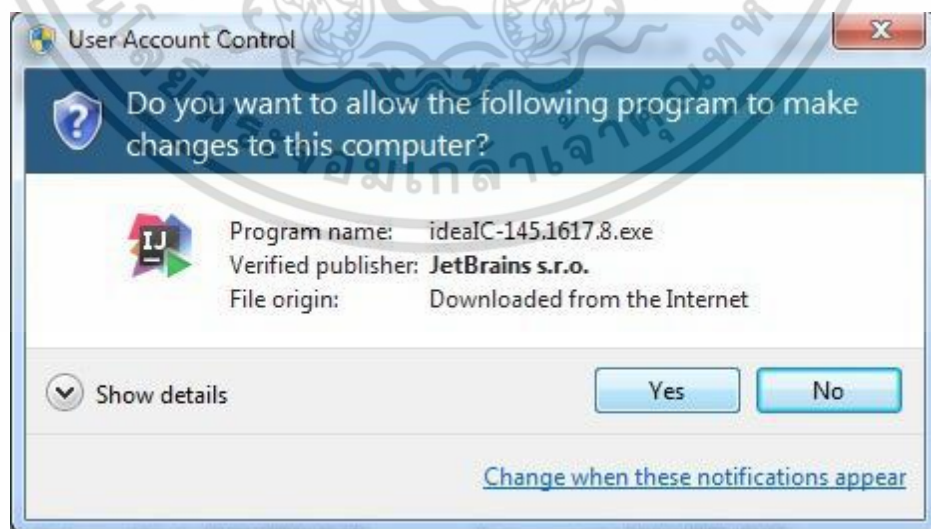 User Account Control
Do you want to allow the following program to make
changes to this computer?
IJ
Program name: ideaIC-145.1617.8.exe
Verified publisher: JetBrains s.r.o.
File origin: Downloaded from the Internet
Show details
Yes
No
Change when these notifications appear